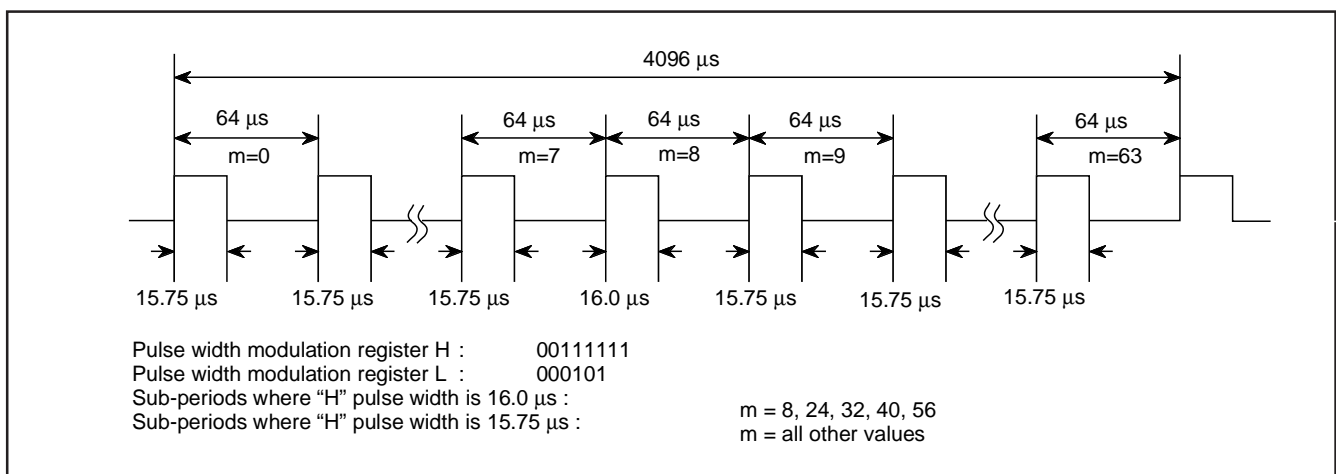 4096 μs
64 μs 64 μs 64 μs 64 μs 64 μs
m=0 m=7 m=8 m=9 m=63
15.75 μs 15.75 μs 15.75 μs 16.0 μs 15.75 μs 15.75 μs 15.75 μs
Pulse width modulation register H : 00111111
Pulse width modulation register L : 000101
Sub-periods where “H” pulse width is 16.0 μs : m = 8, 24, 32, 40, 56
Sub-periods where “H” pulse width is 15.75 μs : m = all other values